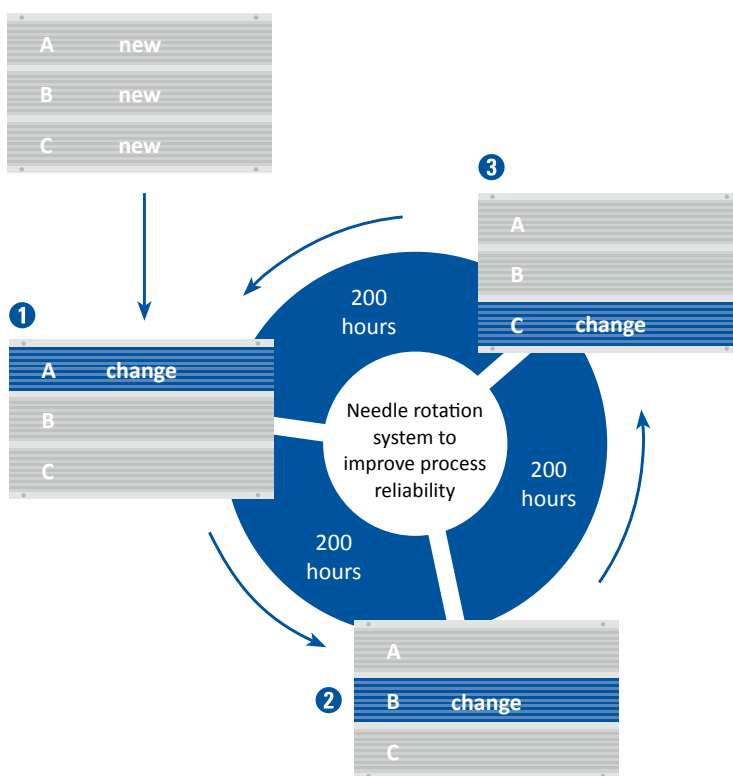 A new
B new
C new
3
A
B
C change
1
A change
B
C
200
hours
Needle rotation
system to
improve process
reliability
200
hours
200
hours
2
A
B change
C